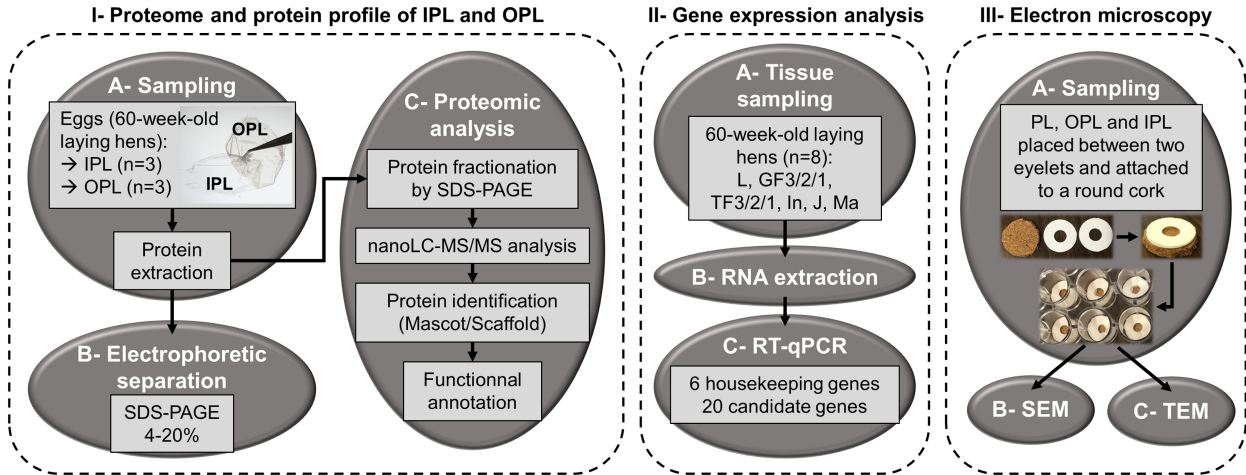 I- Proteome and protein profile of IPL and OPL
A- Sampling
Eggs (60-week-old
laying hens):
→ IPL (n=3)
→ OPL (n=3)
OPL
IPL
Protein
extraction
B- Electrophoretic
separation
SDS-PAGE
4-20%
C- Proteomic
analysis
Protein fractionation
by SDS-PAGE
nanoLC-MS/MS analysis
Protein identification
(Mascot/Scaffold)
Functionnal
annotation
II- Gene expression analysis
A- Tissue
sampling
60-week-old laying
hens (n=8):
L, GF3/2/1,
TF3/2/1, In, J, Ma
B- RNA extraction
C- RT-qPCR
6 housekeeping genes
20 candidate genes
III- Electron microscopy
A- Sampling
PL, OPL and IPL
placed between two
eyelets and attached
to a round cork
B- SEM
C- TEM